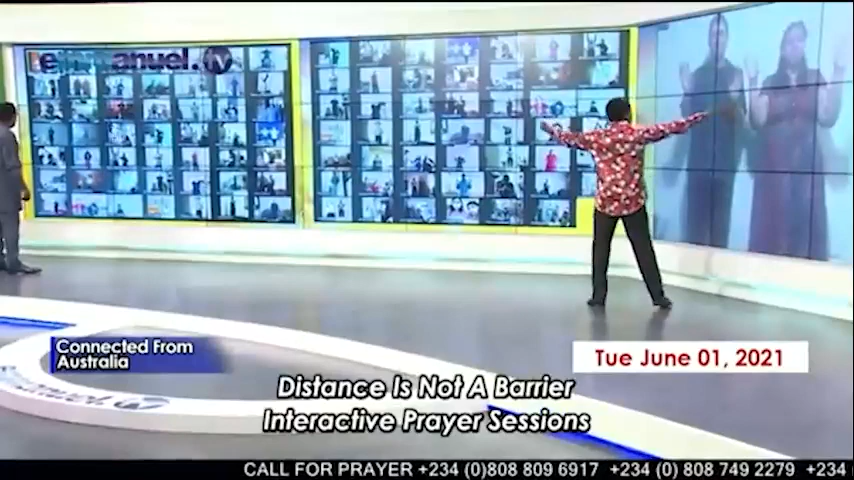 emmanuel.tv
Connected From
Australia
Tue June 01, 2021
Distance Is Not A Barrier
Interactive Prayer Sessions
CALL FOR PRAYER +234 (0)808 809 6917 +234 (0) 808 749 2279 +234